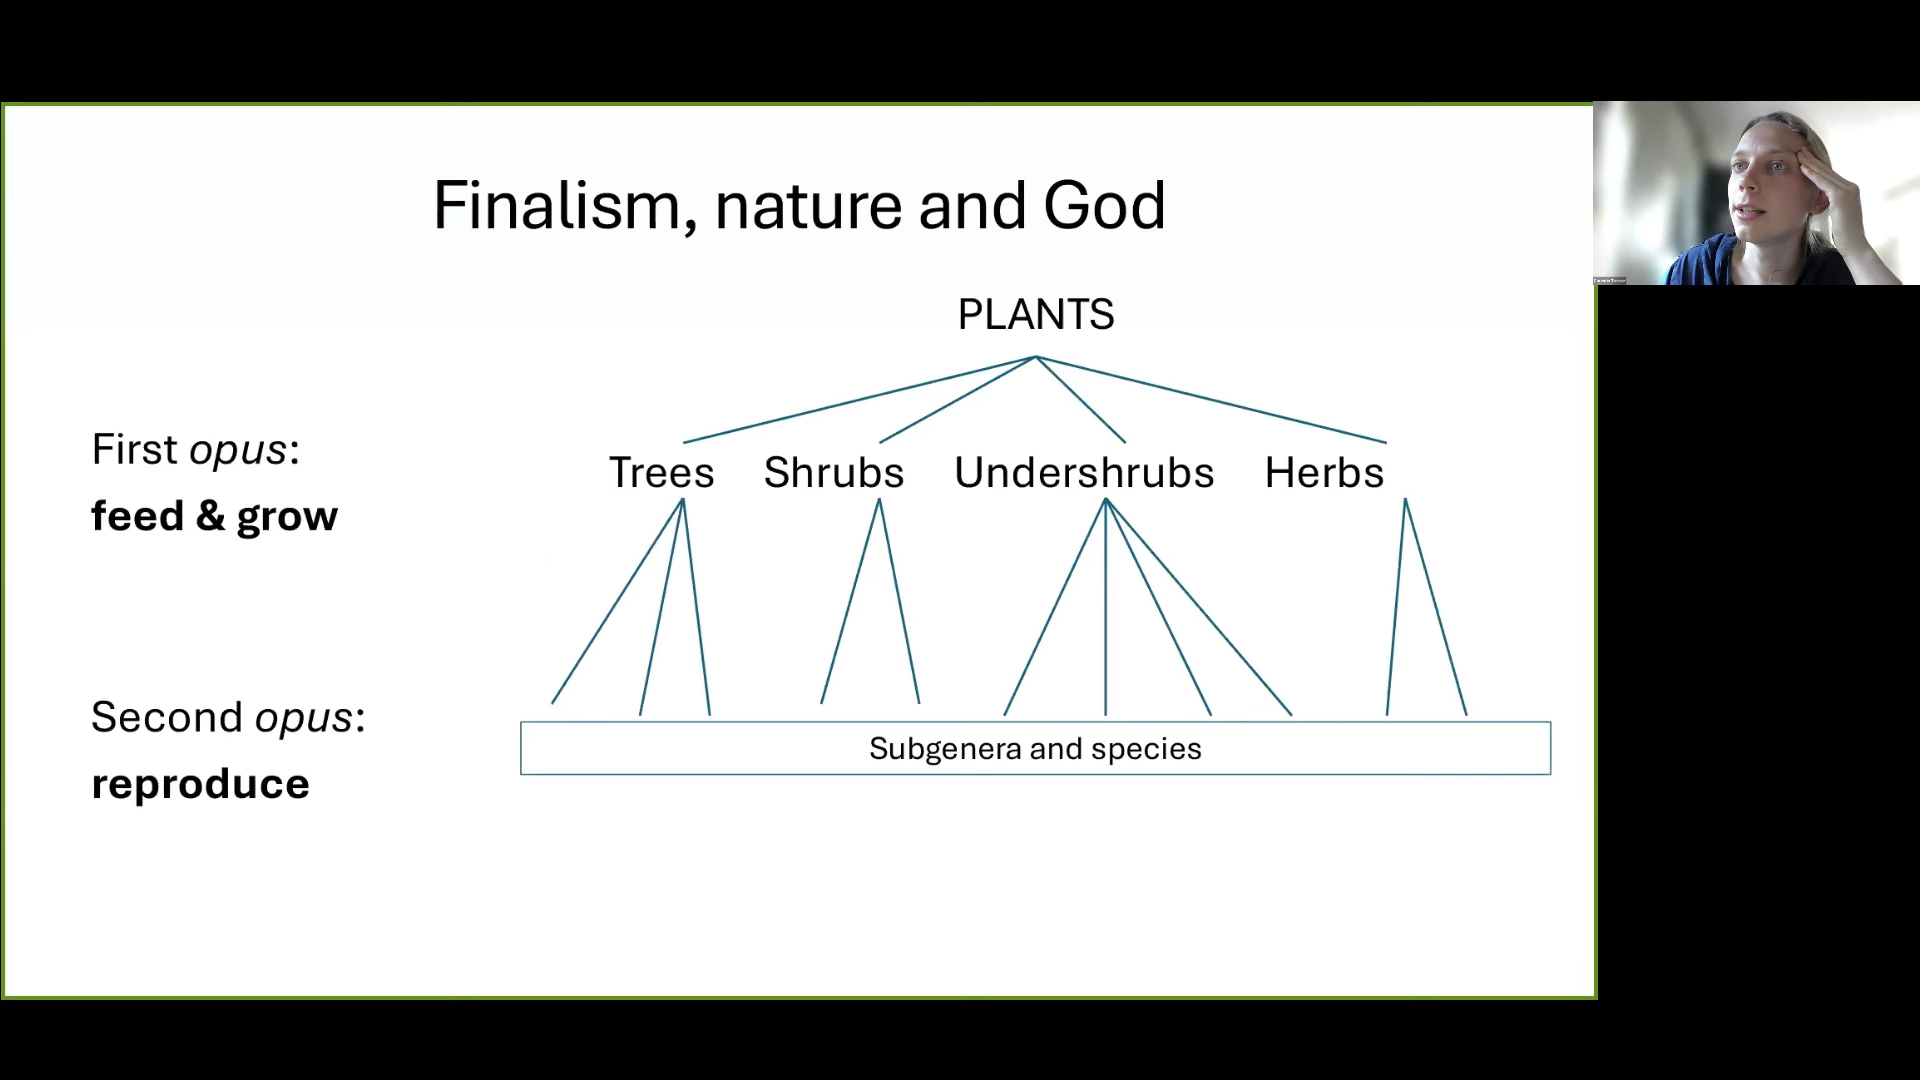 Finalism, nature and God
PLANTS
First opus:
feed & grow
Trees Shrubs Undershrubs Herbs
Second opus:
reproduce
Subgenera and species